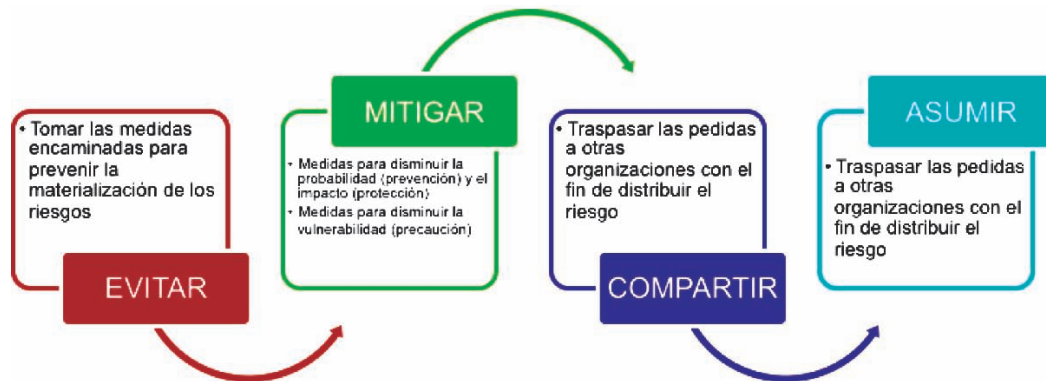 • Tomar las medidas
encaminadas para
prevenir la
materialización de los
riesgos
EVITAR
MITIGAR
• Medidas para disminuir la
probabilidad (prevención) y el
impacto (protección)
• Medidas para disminuir la
vulnerabilidad (precaución)
• Traspasar las pedidas
a otras
organizaciones con el
fin de distribuir el
riesgo
COMPARTIR
ASUMIR
• Traspasar las pedidas
a otras
organizaciones con el
fin de distribuir el
riesgo